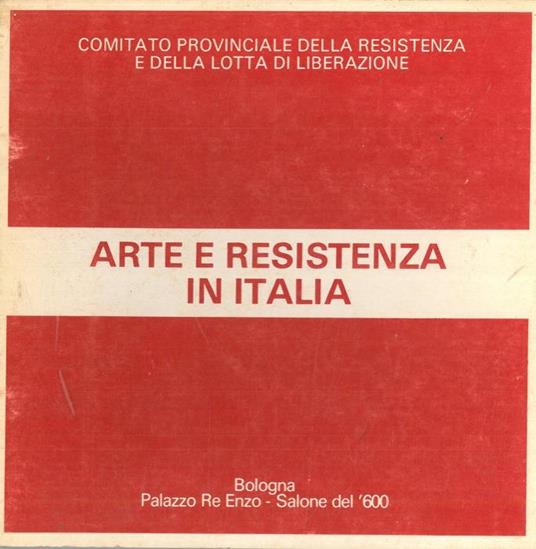 COMITATO PROVINCIALE DELLA RESISTENZA
E DELLA LOTTA DI LIBERAZIONE
ARTE E RESISTENZA
IN ITALIA
Bologna
Palazzo Re Enzo - Salone del '600